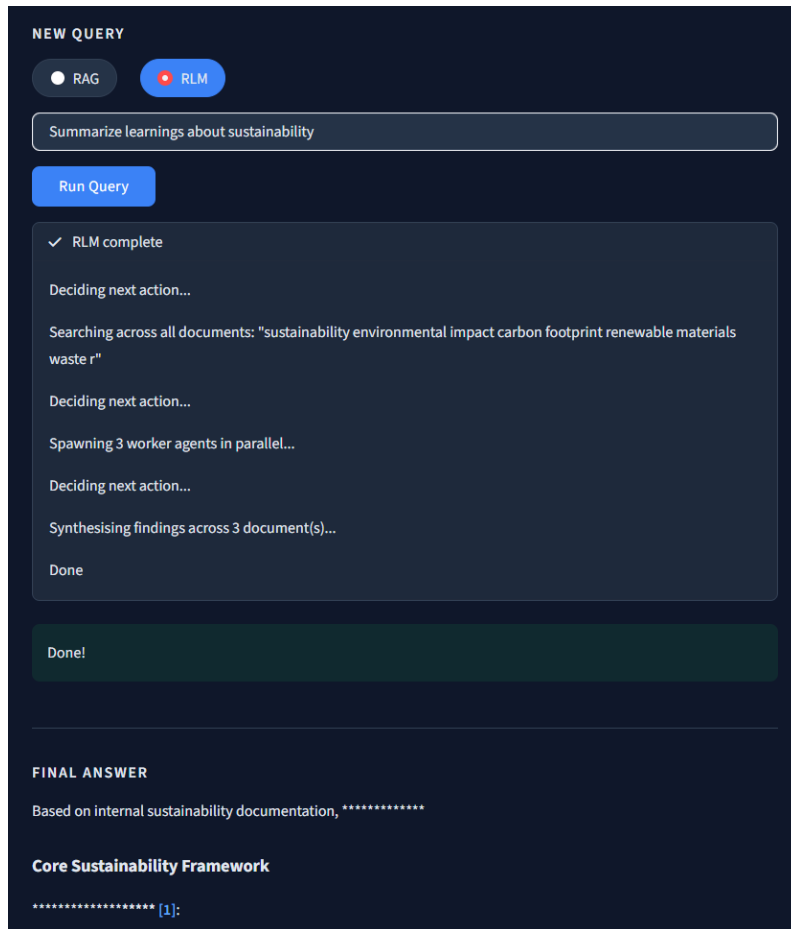 NEW QUERY
RAG
RLM
Summarize learnings about sustainability
Run Query
RLM complete
Deciding next action...
Searching across all documents: "sustainability environmental impact carbon footprint renewable materials
waste r"
Deciding next action...
Spawning 3 worker agents in parallel...
Deciding next action...
Synthesising findings across 3 document(s)...
Done
Done!
FINAL ANSWER
Based on internal sustainability documentation, *************
Core Sustainability Framework
******************* [1]: